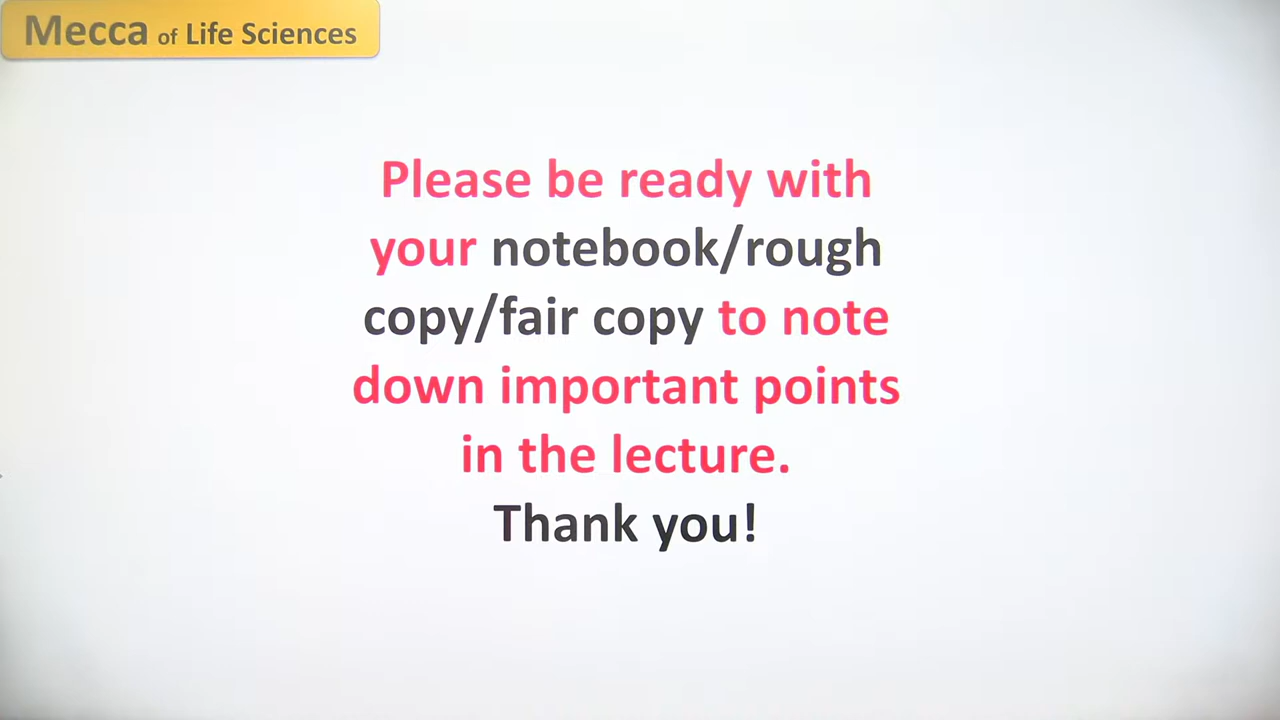 Mecca of Life Sciences
Please be ready with
your notebook/rough
copy/fair copy to note
down important points
in the lecture.
Thank you!